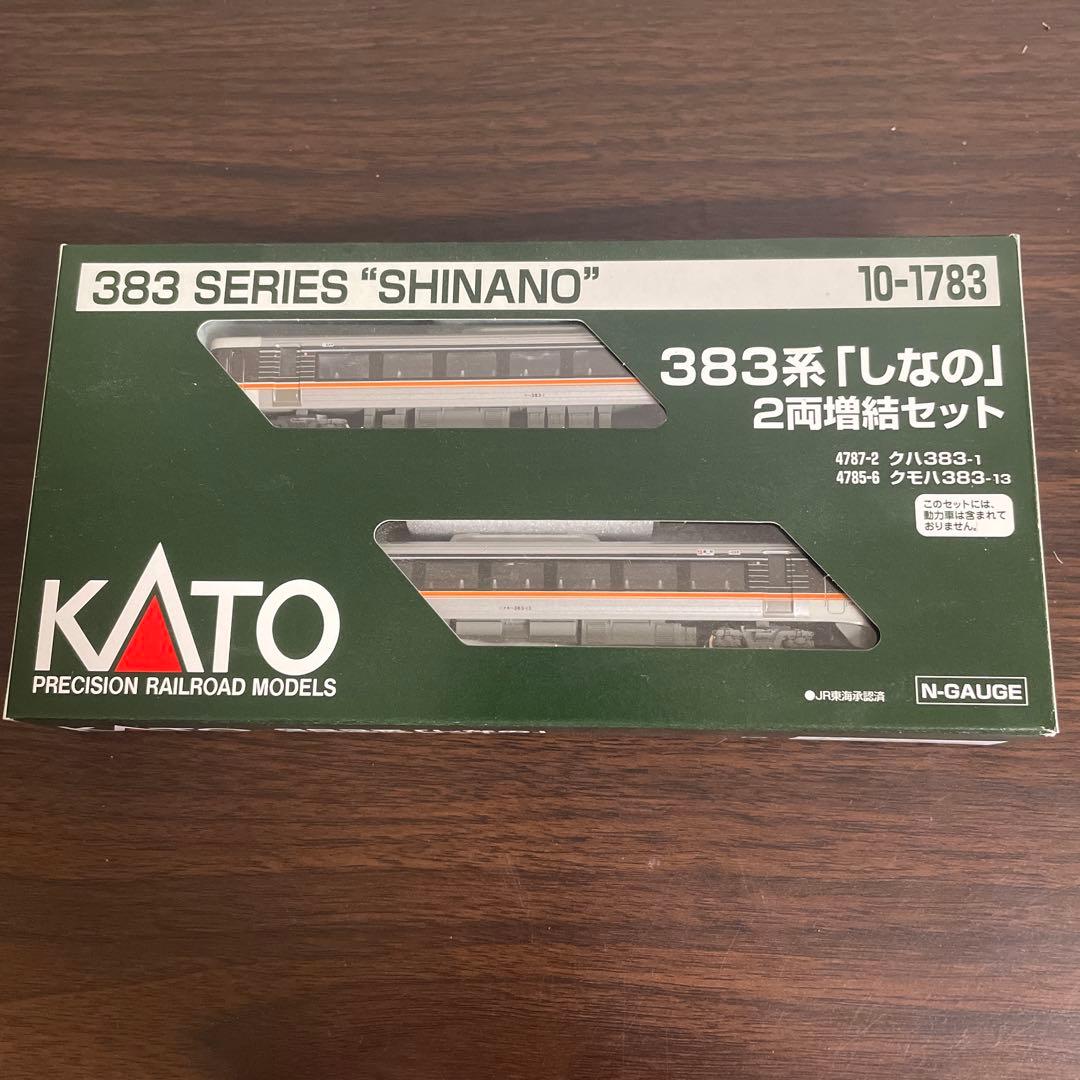 383 SERIES “SHINANO”
10-1783
383系「しなの」
2両増結セット
4787-2 クハ383-1
4785-6 クモハ383-13
このセットには、
動力車は含まれて
おりません。
KATO
PRECISION RAILROAD MODELS
●JR東海承認済
N-GAUGE